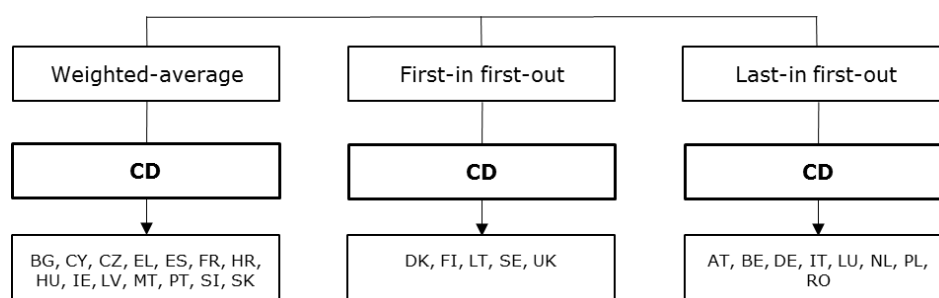 Weighted-average
First-in first-out
Last-in first-out
CD
CD
CD
BG, CY, CZ, EL, ES, FR, HR,
HU, IE, LV, MT, PT, SI, SK
DK, FI, LT, SE, UK
AT, BE, DE, IT, LU, NL, PL,
RO